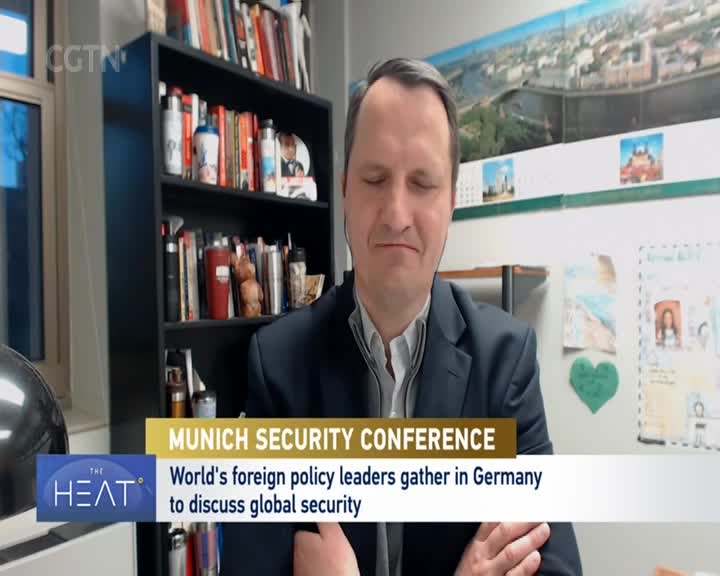 CGTN
MUNICH SECURITY CONFERENCE
THE
HEAT
World's foreign policy leaders gather in Germany
to discuss global security